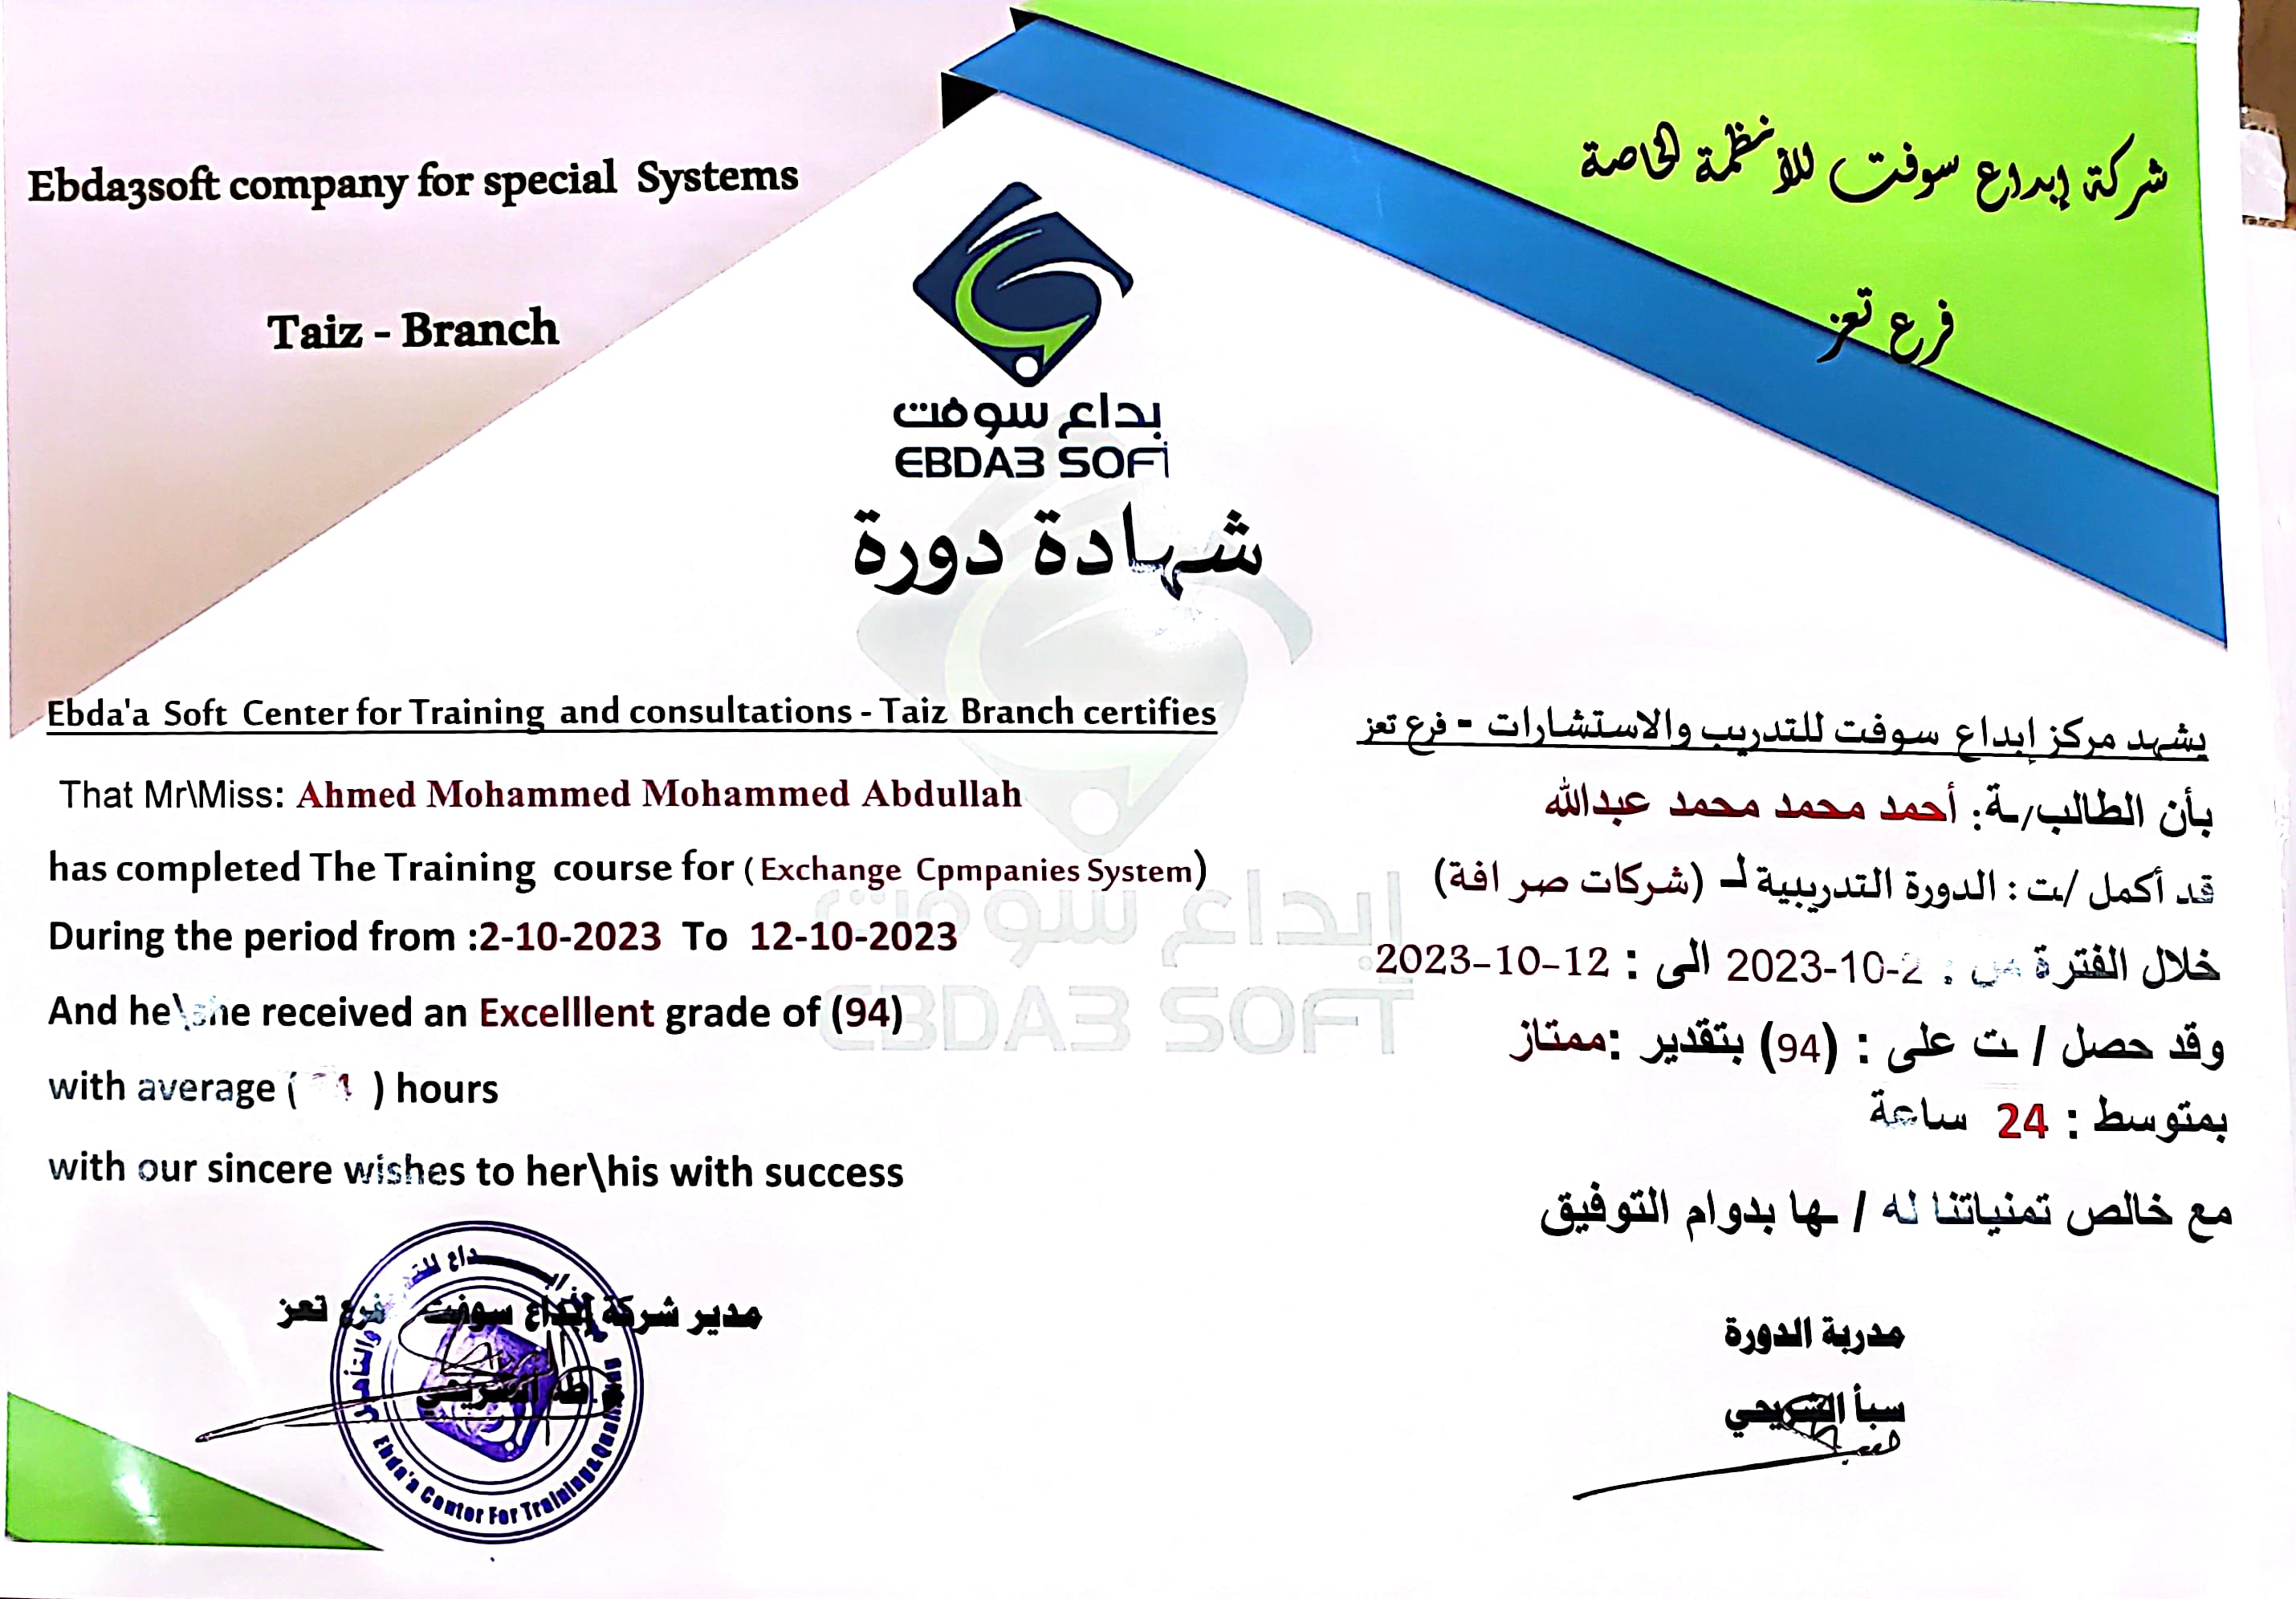 Ebda3soft company for special Systems
Taiz - Branch
شركة إبداع سوفت للأنظمة الخاصة
فرع تعز
بداع سوفت
EBDA3 SOFT
شهادة دورة
Ebda'a Soft Center for Training and consultations - Taiz Branch certifies
That Mr\Miss: Ahmed Mohammed Mohammed Abdullah
has completed The Training course for ( Exchange Cpmpanies System)
During the period from :2-10-2023 To 12-10-2023
And he\she received an Excelllent grade of (94)
with average ( ) hours
with our sincere wishes to her\his with success
يشهد مركز إبداع سوفت للتدريب والاستشارات - فرع تعز
بأن الطالب/ـة: أحمد محمد محمد عبدالله
قد أكمل /ـت : الدورة التدريبية لـ (شركات صرافة)
خلال الفترة من : 2-10-2023 الى : 12-10-2023
وقد حصل / ـت على : (94) بتقدير :ممتاز
بمتوسط : 24 ساعة
مع خالص تمنياتنا له / ـها بدوام التوفيق
إبداع سوفت
EBDA3 SOFT
مدير شركة إبداع سوفت فرع تعز
طه الشريحي
Ebda'a Center For Training&
مدربة الدورة
سبأ الشريحي